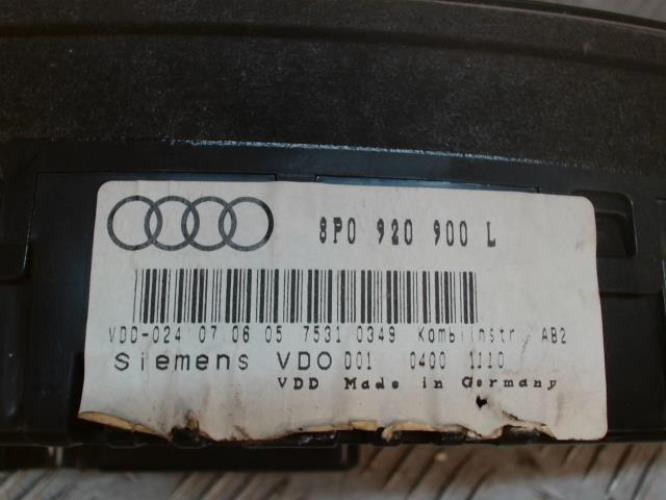 8P0 920 900 L
VDD-024 07.06 05 7531 0349 Kombiinstr. AB2
Siemens VDO D01 0400 1110
VDD Made in Germany